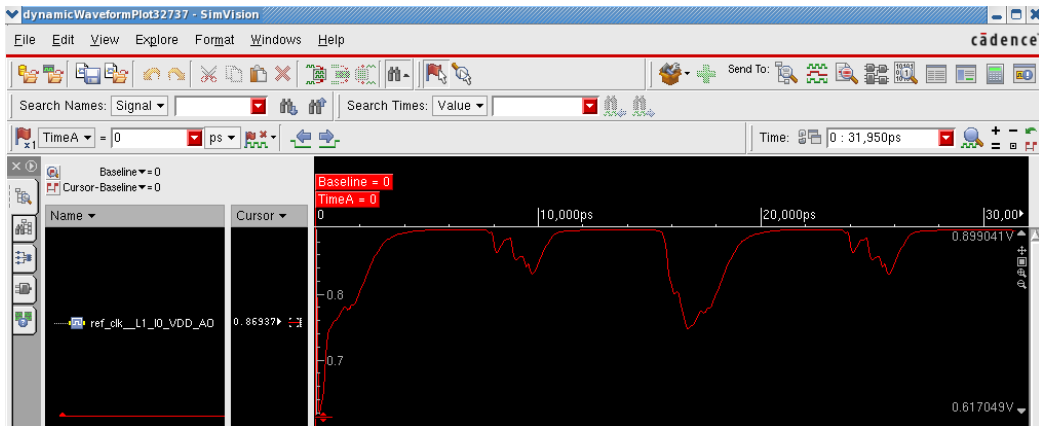 dynamicWaveformPlot32737 - SimVision
File Edit View Explore Format Windows Help
cādence
Send To:
Search Names: Signal Search Times: Value
TimeA = 0 ps Time: 0 : 31,950ps
Baseline = 0
Cursor-Baseline = 0
Baseline = 0
TimeA = 0
Name Cursor
0 10,000ps 20,000ps 30,00
0.899041V
0.8
ref_clk__L1_I0_VDD_AO 0.86937
0.7
0.617049V